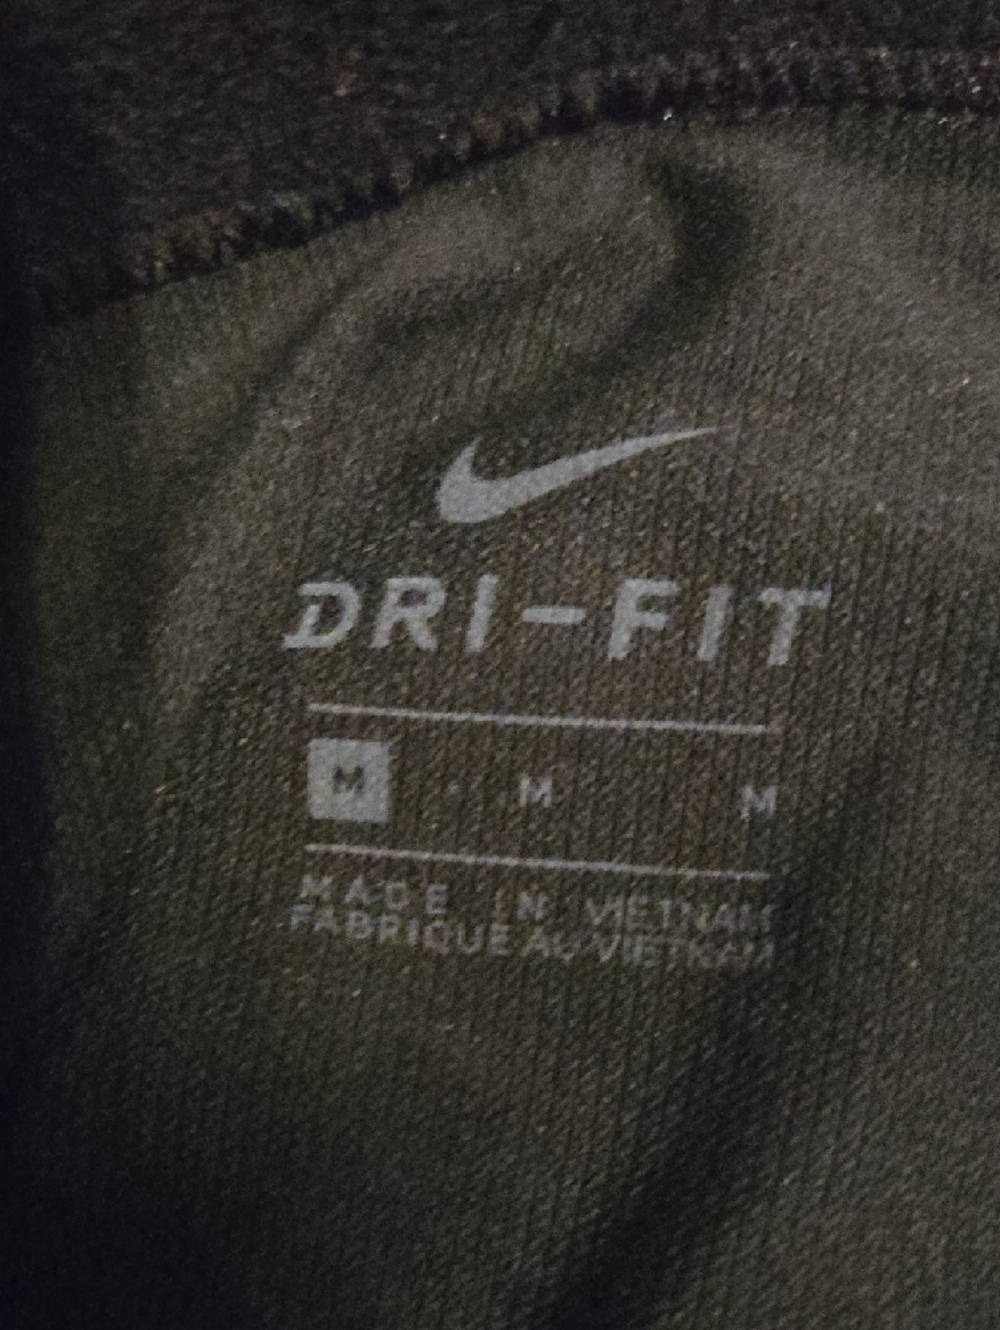 DRI-FIT
M M M
MADE IN VIETNAM
FABRIQUE AU VIETNAM